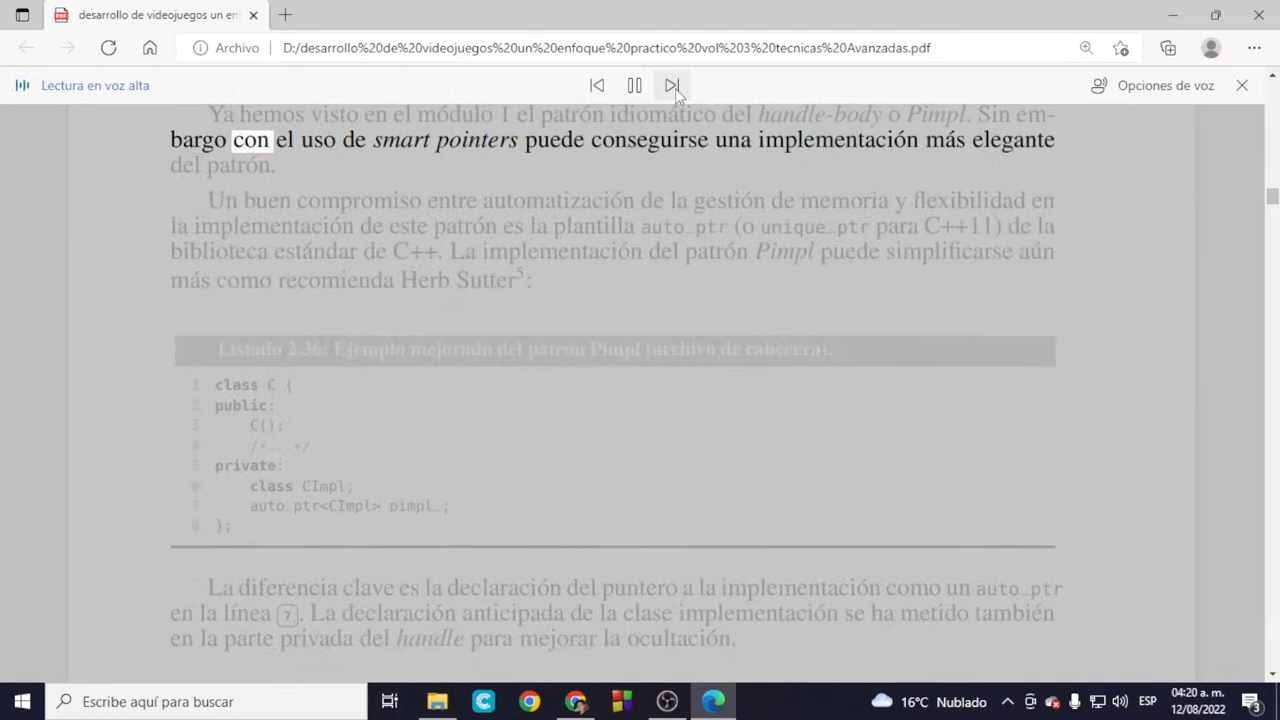 desarrollo de videojuegos un en
Archivo
D:/desarrollo%20de%20videojuegos%20un%20enfoque%20practico%20vol%203%20tecnicas%20Avanzadas.pdf
Lectura en voz alta
Opciones de voz
Ya hemos visto en el módulo 1 el patrón idiomático del handle-body o Pimpl. Sin em-
bargo con el uso de smart pointers puede conseguirse una implementación más elegante
del patrón.
Un buen compromiso entre automatización de la gestión de memoria y flexibilidad en
la implementación de este patrón es la plantilla auto_ptr (o unique_ptr para C++11) de la
biblioteca estándar de C++. La implementación del patrón Pimpl puede simplificarse aún
más como recomienda Herb Sutter5:
Listado 2.36: Ejemplo mejorado del patrón Pimpl (archivo de cabecera).
1 class C {
2 public:
3 C();
4 /*...*/
5 private:
6 class CImpl;
7 auto_ptr<CImpl> pimpl_;
8 };
La diferencia clave es la declaración del puntero a la implementación como un auto_ptr
en la línea 7. La declaración anticipada de la clase implementación se ha metido también
en la parte privada del handle para mejorar la ocultación.
Escribe aquí para buscar
16°C Nublado
ESP
04:20 a. m.
12/08/2022
3